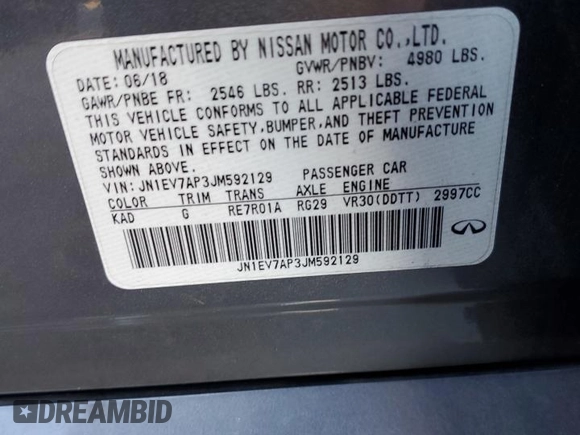 MANUFACTURED BY NISSAN MOTOR CO.,LTD.
DATE: 06/18 GVWR/PNBV: 4980 LBS.
GAWR/PNBE FR: 2546 LBS. RR: 2513 LBS.
THIS VEHICLE CONFORMS TO ALL APPLICABLE FEDERAL
MOTOR VEHICLE SAFETY,BUMPER,AND THEFT PREVENTION
STANDARDS IN EFFECT ON THE DATE OF MANUFACTURE
SHOWN ABOVE.
VIN: JN1EV7AP3JM592129 PASSENGER CAR
COLOR TRIM TRANS AXLE ENGINE
KAD G RE7R01A RG29 VR30(DDTT) 2997CC
JN1EV7AP3JM592129
DREAMBID